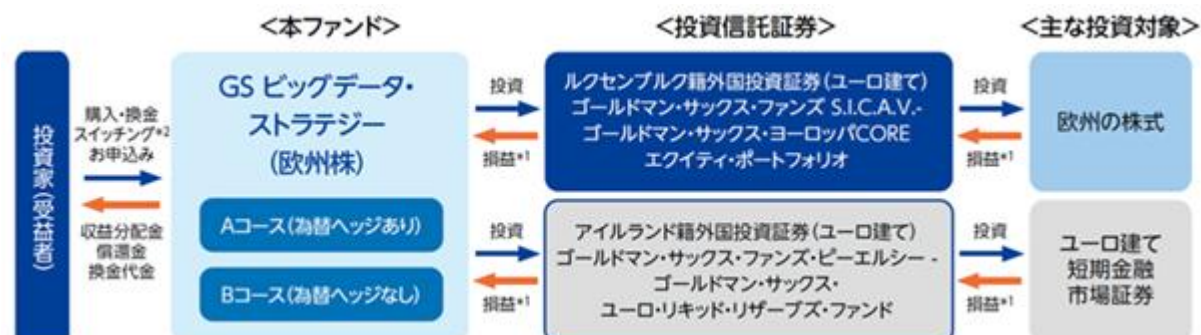 <本ファンド>
<投資信託証券>
<主な投資対象>
投資家(受益者)
購入・換金
スイッチング*2
お申込み
収益分配金
償還金
換金代金
GS ビッグデータ・
ストラテジー
(欧州株)
Aコース(為替ヘッジあり)
Bコース(為替ヘッジなし)
投資
損益*1
ルクセンブルク籍外国投資証券(ユーロ建て)
ゴールドマン・サックス・ファンズ S.I.C.A.V.-
ゴールドマン・サックス・ヨーロッパCORE
エクイティ・ポートフォリオ
投資
損益*1
欧州の株式
投資
損益*1
アイルランド籍外国投資証券(ユーロ建て)
ゴールドマン・サックス・ファンズ・ピーエルシー -
ゴールドマン・サックス・
ユーロ・リキッド・リザーブズ・ファンド
投資
損益*1
ユーロ建て
短期金融
市場証券